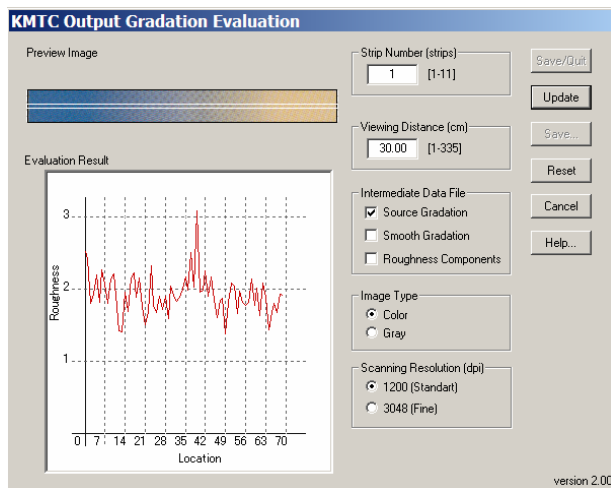 KMTC Output Gradation Evaluation
Preview Image
Strip Number (strips)
1 [1-11]
Viewing Distance (cm)
30.00 [1-335]
Intermediate Data File
Source Gradation
Smooth Gradation
Roughness Components
Image Type
Color
Gray
Scanning Resolution (dpi)
1200 (Standart)
3048 (Fine)
Save/Quit
Update
Save...
Reset
Cancel
Help...
Evaluation Result
Roughness
3
2
1
0 7 14 21 28 35 42 49 56 63 70
Location
version 2.00